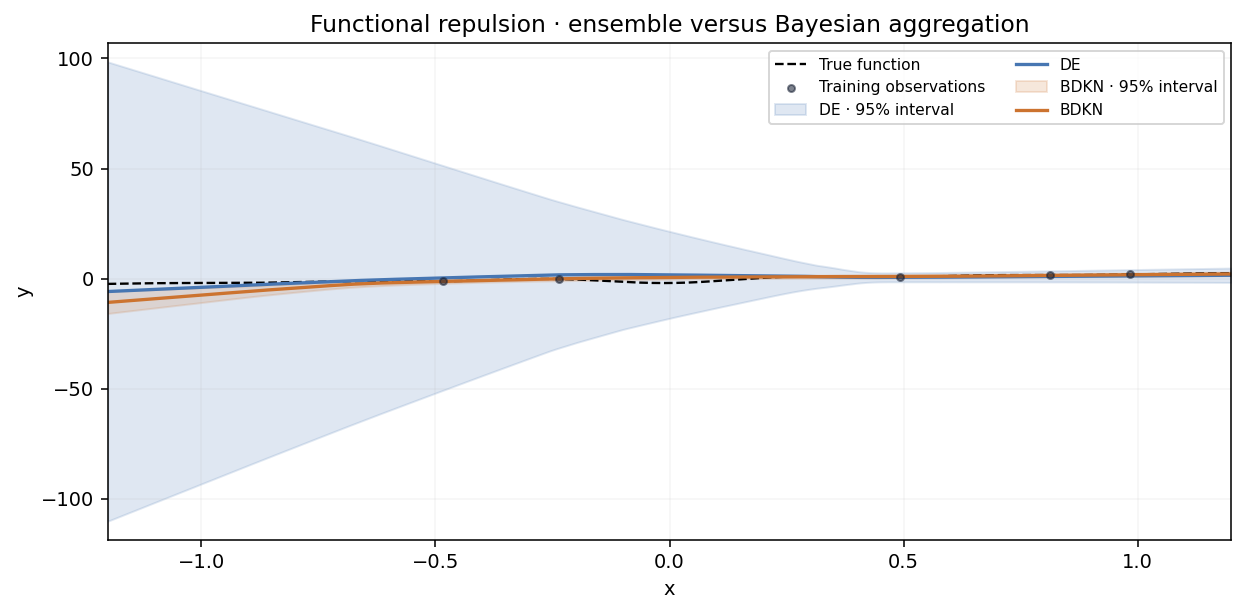 Functional repulsion · ensemble versus Bayesian aggregation
True function
Training observations
DE · 95% interval
DE
BDKN · 95% interval
BDKN
100
50
0
−50
−100
y
−1.0
−0.5
0.0
0.5
1.0
x